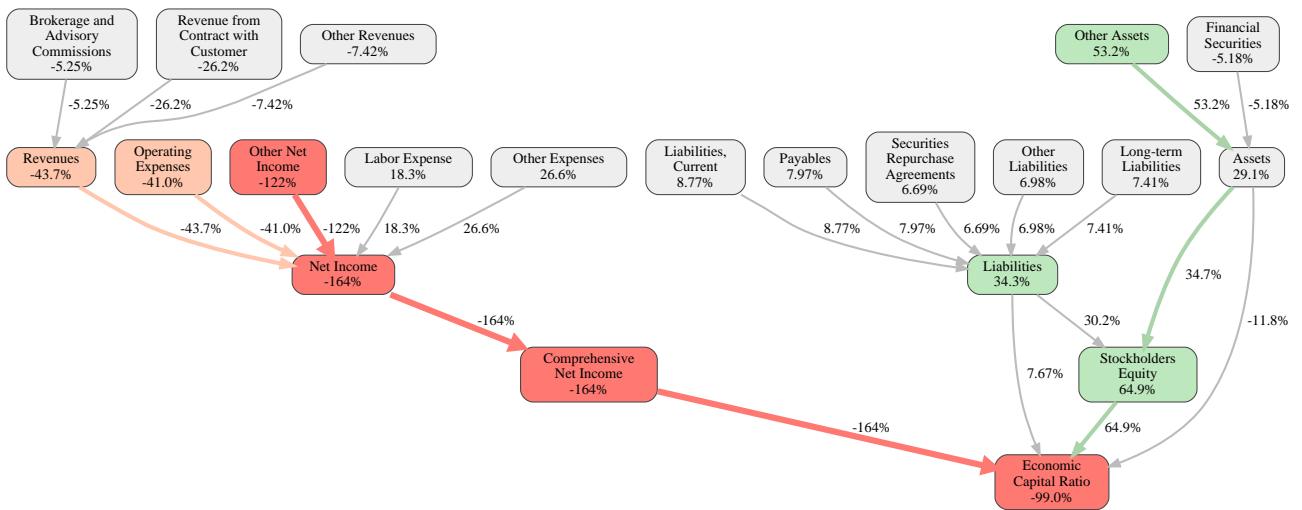 Brokerage and
Advisory
Commissions
-5.25%
Revenue from
Contract with
Customer
-26.2%
Other Revenues
-7.42%
Other Assets
53.2%
Financial
Securities
-5.18%
-5.25%
-26.2%
-7.42%
53.2%
-5.18%
Revenues
-43.7%
Operating
Expenses
-41.0%
Other Net
Income
-122%
Labor Expense
18.3%
Other Expenses
26.6%
Liabilities,
Current
8.77%
Payables
7.97%
Securities
Repurchase
Agreements
6.69%
Other
Liabilities
6.98%
Long-term
Liabilities
7.41%
Assets
29.1%
-43.7%
-41.0%
-122%
18.3%
26.6%
8.77%
7.97%
6.69%
6.98%
7.41%
Net Income
-164%
Liabilities
34.3%
34.7%
-164%
30.2%
-11.8%
Comprehensive
Net Income
-164%
7.67%
Stockholders
Equity
64.9%
-164%
64.9%
Economic
Capital Ratio
-99.0%